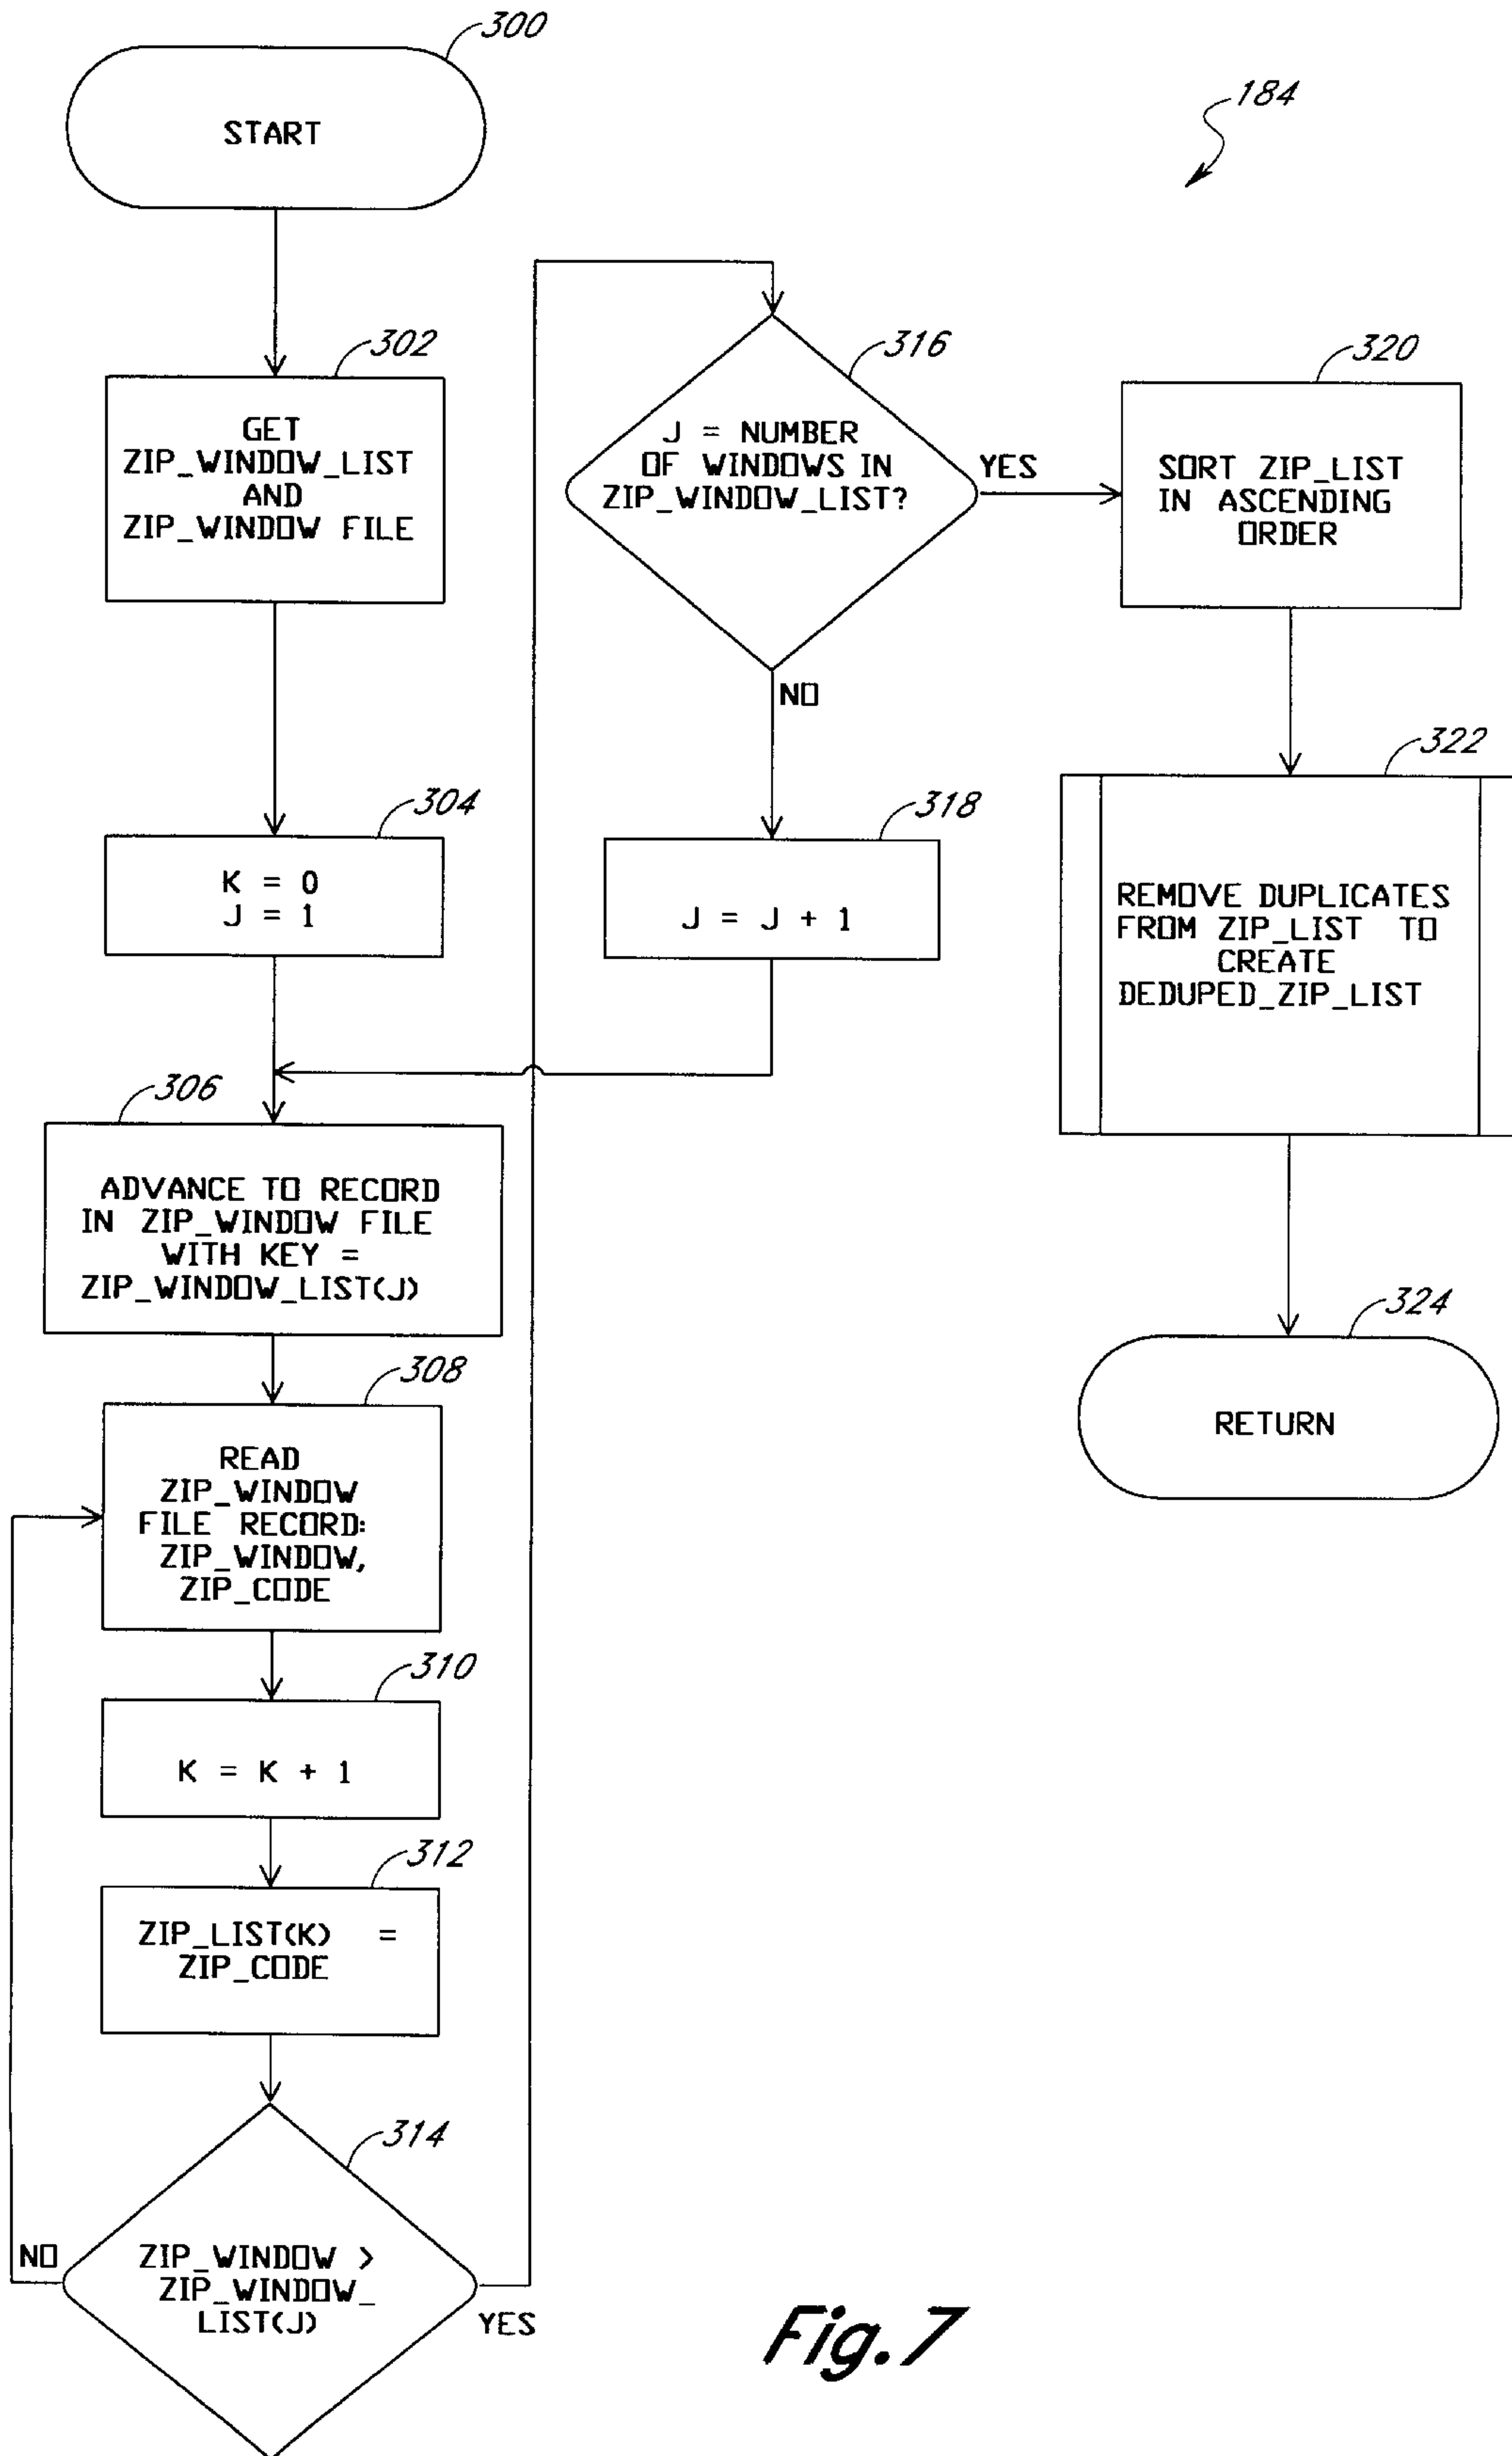 300
START
184
302
GET
ZIP_WINDOW_LIST
AND
ZIP_WINDOW FILE
304
K = 0
J = 1
306
ADVANCE TO RECORD
IN ZIP_WINDOW FILE
WITH KEY =
ZIP_WINDOW_LIST(J)
308
READ
ZIP_WINDOW
FILE RECORD:
ZIP_WINDOW,
ZIP_CODE
310
K = K + 1
312
ZIP_LIST(K) =
ZIP_CODE
314
ZIP_WINDOW >
ZIP_WINDOW_
LIST(J)
NO
YES
316
J = NUMBER
OF WINDOWS IN
ZIP_WINDOW_LIST?
YES
NO
318
J = J + 1
320
SORT ZIP_LIST
IN ASCENDING
ORDER
322
REMOVE DUPLICATES
FROM ZIP_LIST TO
CREATE
DEDUPED_ZIP_LIST
324
RETURN
Fig.7